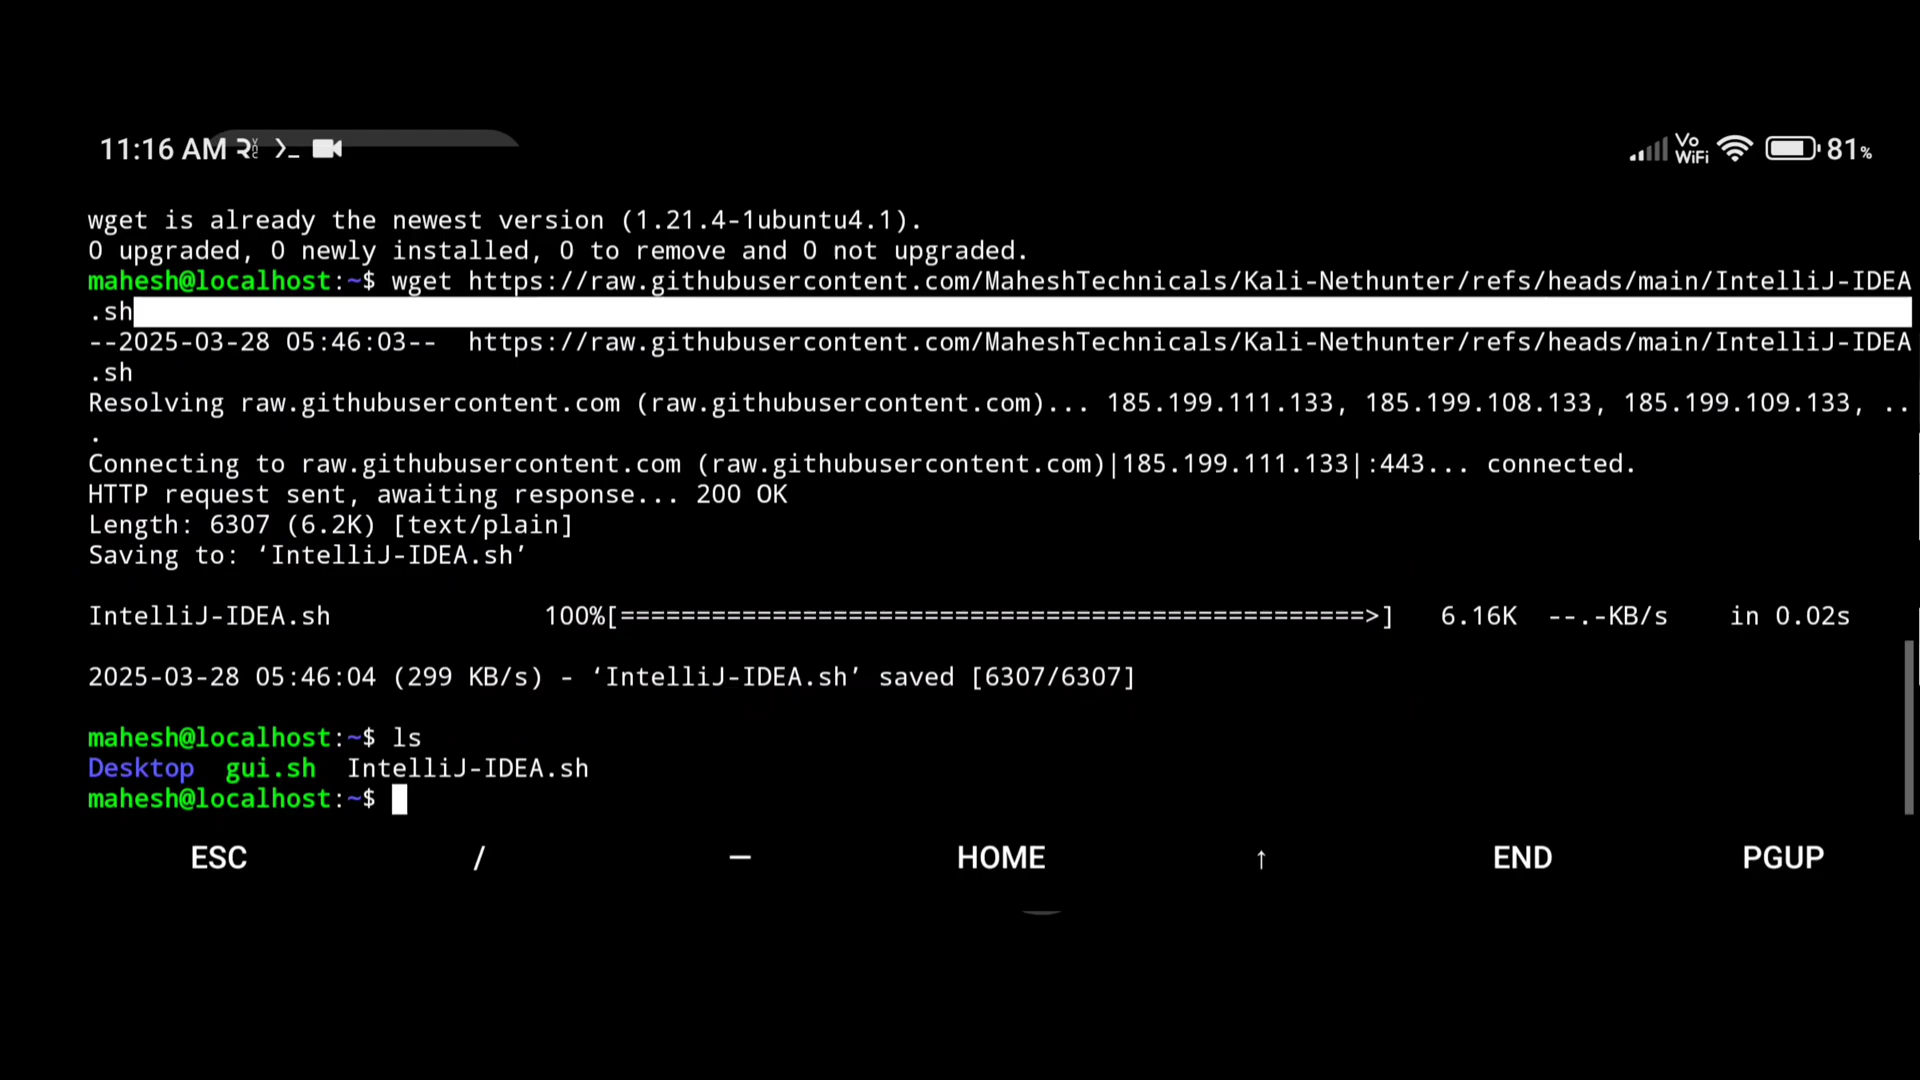 11:16 AM
Vo WiFi 81%
wget is already the newest version (1.21.4-1ubuntu4.1).
0 upgraded, 0 newly installed, 0 to remove and 0 not upgraded.
mahesh@localhost:~$ wget https://raw.githubusercontent.com/MaheshTechnicals/Kali-Nethunter/refs/heads/main/IntelliJ-IDEA
.sh
--2025-03-28 05:46:03--  https://raw.githubusercontent.com/MaheshTechnicals/Kali-Nethunter/refs/heads/main/IntelliJ-IDEA
.sh
Resolving raw.githubusercontent.com (raw.githubusercontent.com)... 185.199.111.133, 185.199.108.133, 185.199.109.133, ..
.
Connecting to raw.githubusercontent.com (raw.githubusercontent.com)|185.199.111.133|:443... connected.
HTTP request sent, awaiting response... 200 OK
Length: 6307 (6.2K) [text/plain]
Saving to: ‘IntelliJ-IDEA.sh’
IntelliJ-IDEA.sh 100%[=================================================>] 6.16K --.-KB/s in 0.02s
2025-03-28 05:46:04 (299 KB/s) - ‘IntelliJ-IDEA.sh’ saved [6307/6307]
mahesh@localhost:~$ ls
Desktop gui.sh IntelliJ-IDEA.sh
mahesh@localhost:~$
ESC / — HOME ↑ END PGUP